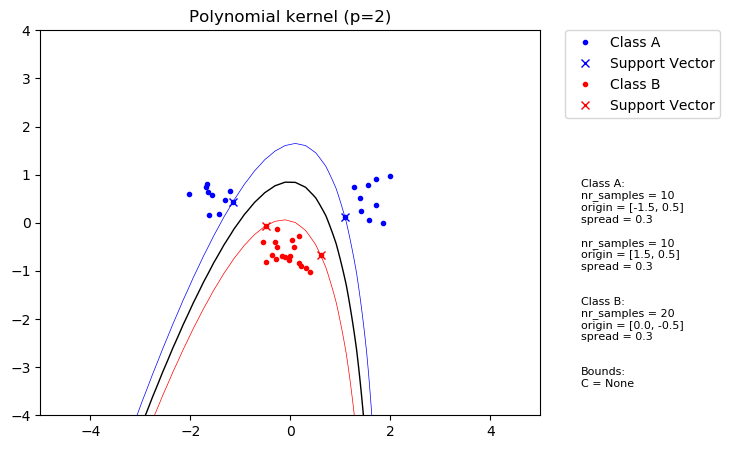 Polynomial kernel (p=2)
4
3
2
1
0
−1
−2
−3
−4
−4
−2
0
2
4
Class A
Support Vector
Class B
Support Vector
Class A:
nr_samples = 10
origin = [-1.5, 0.5]
spread = 0.3
nr_samples = 10
origin = [1.5, 0.5]
spread = 0.3
Class B:
nr_samples = 20
origin = [0.0, -0.5]
spread = 0.3
Bounds:
C = None